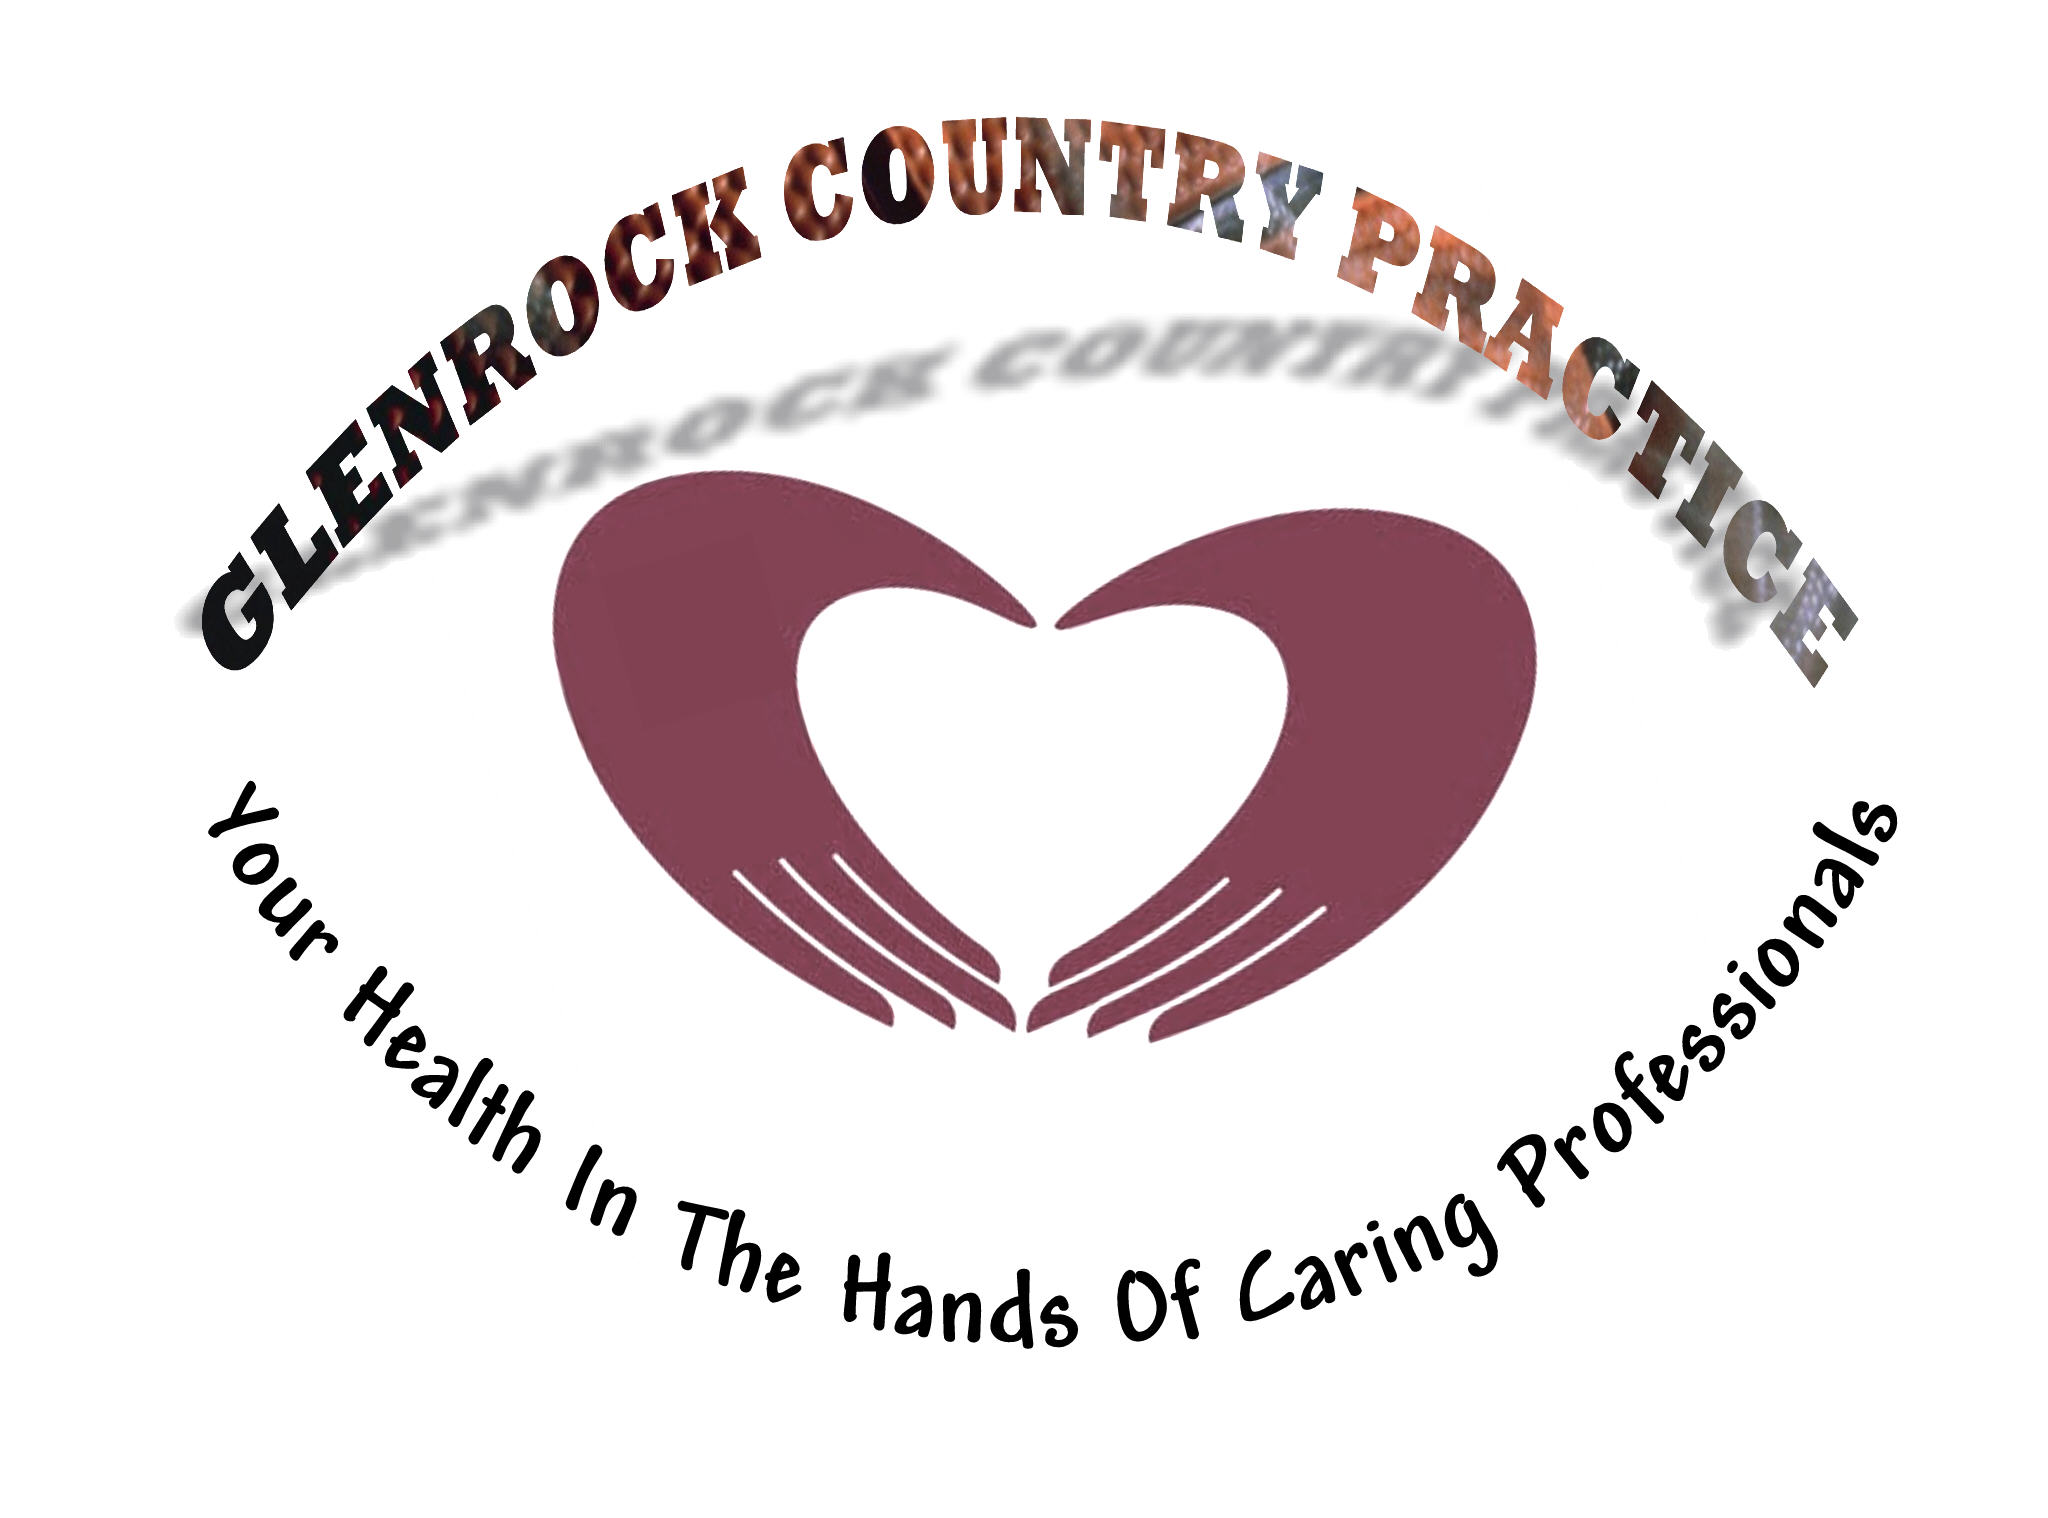 GLENROCK COUNTRY PRACTICE
Your Health In The Hands Of Caring Professionals